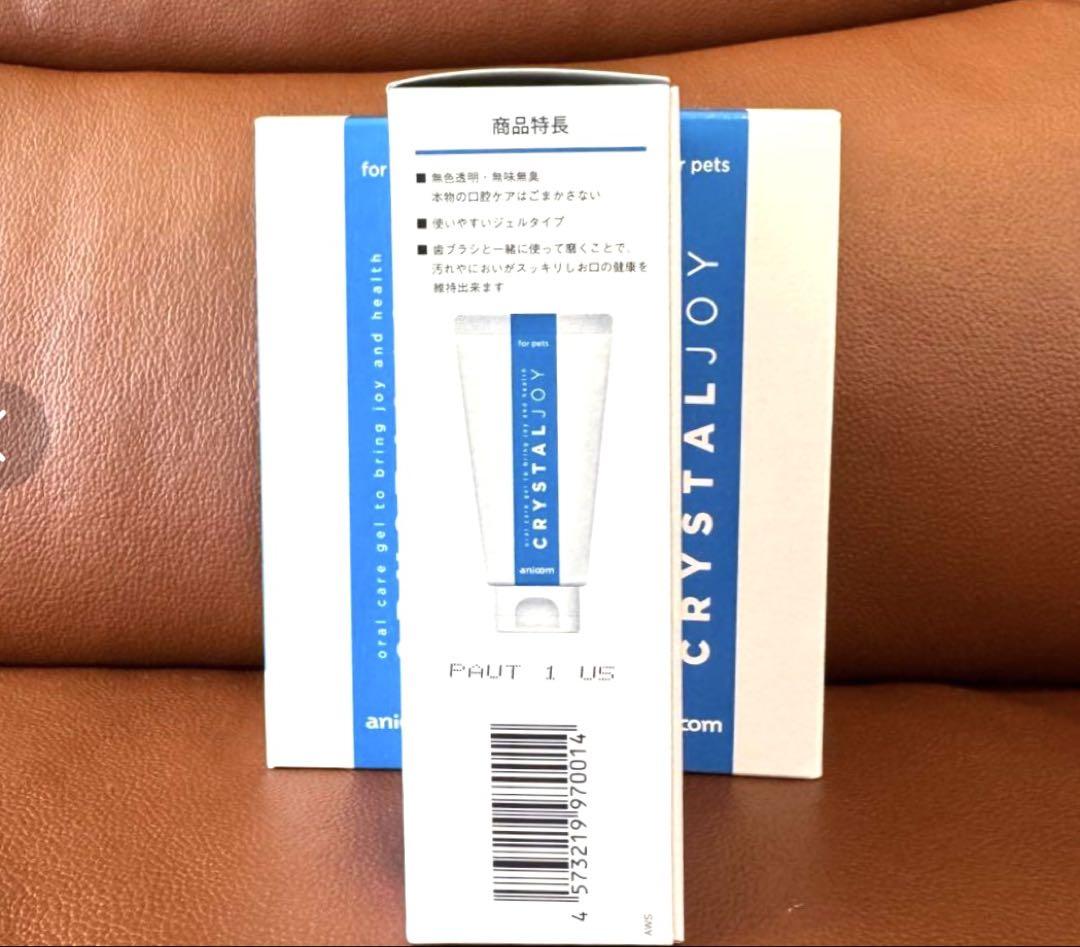 商品特長
■ 無色透明・無味無臭
本物の口腔ケアはごまかさない
■ 使いやすいジェルタイプ
■ 歯ブラシと一緒に使って磨くことで、
汚れやにおいがスッキリしお口の健康を
維持出来ます
for pets
oral care gel to bring joy and health
CRYSTALJOY
anicom
PAUT 1 US
4 573219 970014
AWS
for
oral care gel to bring joy and health
ani
r pets
CRYSTALJOY
com